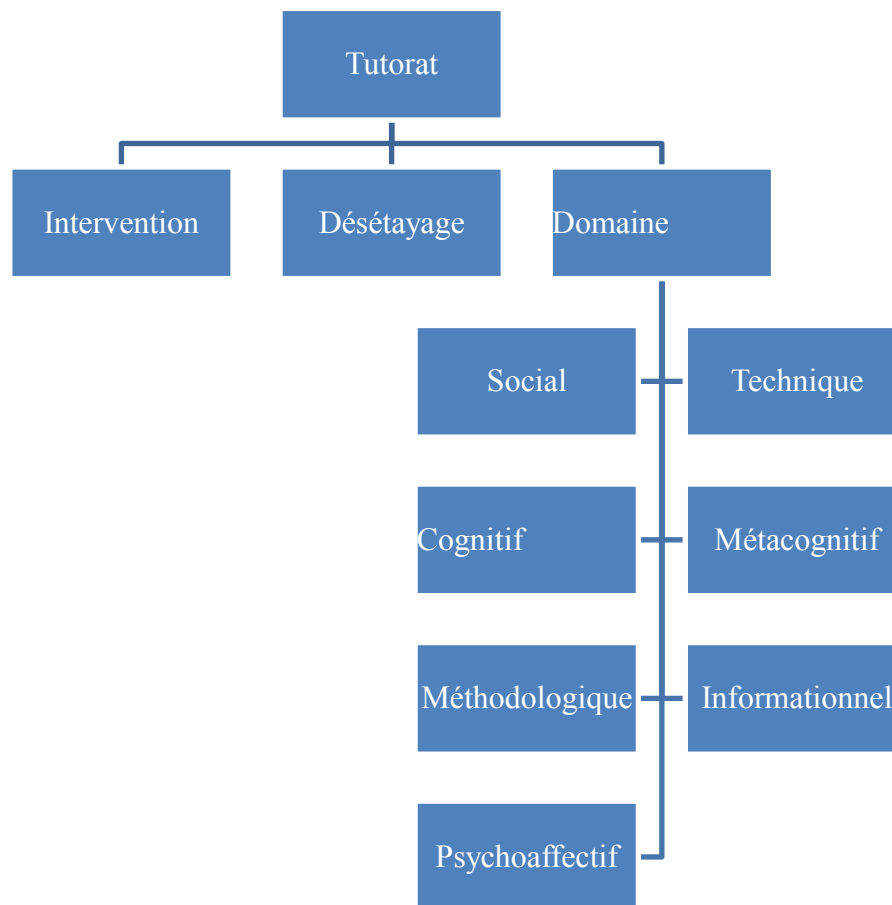 Tutorat
Intervention
Désétayage
Domaine
Social
Technique
Cognitif
Métacognitif
Méthodologique
Informationnel
Psychoaffectif